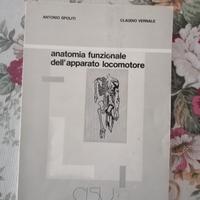 ANTONIO SPOLITI CLAUDIO VERNALE
anatomia funzionale
dell'apparato locomotore